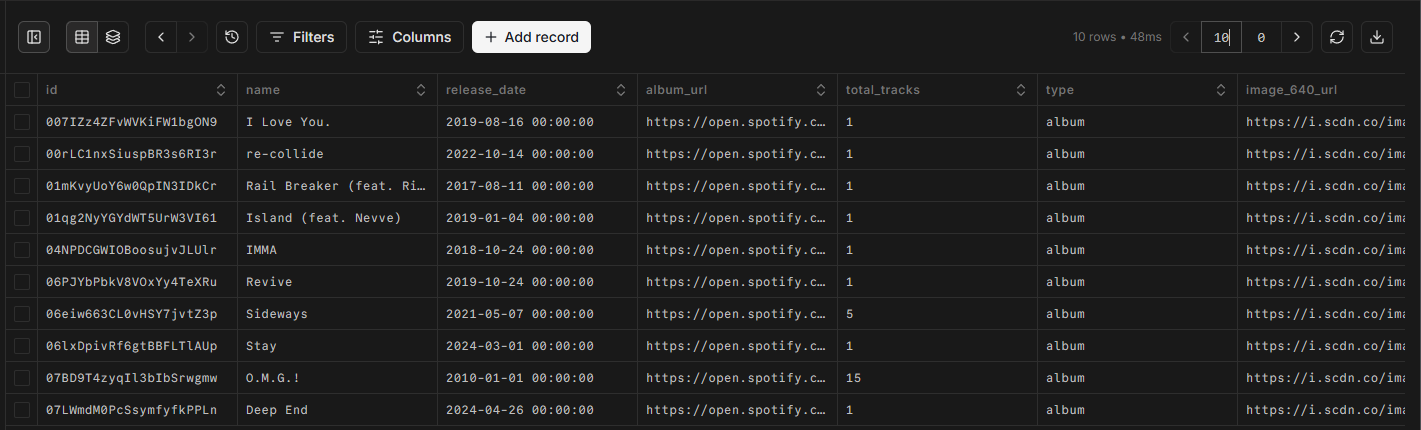 Filters Columns + Add record 10 rows • 48ms 10 0
id name release_date album_url total_tracks type image_640_url
007IZz4ZFvWVKiFW1bgON9 I Love You. 2019-08-16 00:00:00 https://open.spotify.c… 1 album https://i.scdn.co/ima
00rLC1nxSiuspBR3s6RI3r re-collide 2022-10-14 00:00:00 https://open.spotify.c… 1 album https://i.scdn.co/ima
01mKvyUoY6w0QpIN3IDkCr Rail Breaker (feat. Ri… 2017-08-11 00:00:00 https://open.spotify.c… 1 album https://i.scdn.co/ima
01qg2NyYGYdWT5UrW3VI61 Island (feat. Nevve) 2019-01-04 00:00:00 https://open.spotify.c… 1 album https://i.scdn.co/ima
04NPDCGWIOBoosujvJLUlr IMMA 2018-10-24 00:00:00 https://open.spotify.c… 1 album https://i.scdn.co/ima
06PJYbPbkV8VOxYy4TeXRu Revive 2019-10-24 00:00:00 https://open.spotify.c… 1 album https://i.scdn.co/ima
06eiw663CL0vHSY7jvtZ3p Sideways 2021-05-07 00:00:00 https://open.spotify.c… 5 album https://i.scdn.co/ima
06lxDpivRf6gtBBFLTlAUp Stay 2024-03-01 00:00:00 https://open.spotify.c… 1 album https://i.scdn.co/ima
07BD9T4zyqIl3bIbSrwgmw O.M.G.! 2010-01-01 00:00:00 https://open.spotify.c… 15 album https://i.scdn.co/ima
07LWmdM0PcSsymfyfkPPLn Deep End 2024-04-26 00:00:00 https://open.spotify.c… 1 album https://i.scdn.co/ima